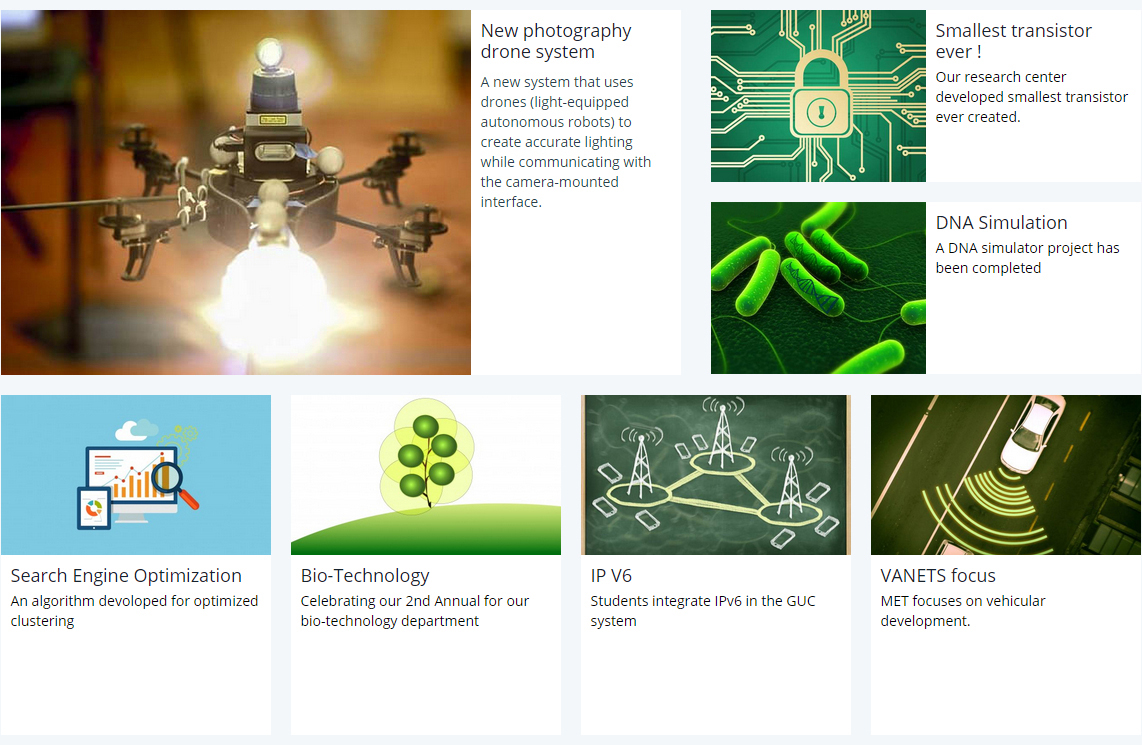 New photography
drone system
A new system that uses
drones (light-equipped
autonomous robots) to
create accurate lighting
while communicating with
the camera-mounted
interface.
Smallest transistor
ever !
Our research center
developed smallest transistor
ever created.
DNA Simulation
A DNA simulator project has
been completed
Search Engine Optimization
An algorithm devoloped for optimized
clustering
Bio-Technology
Celebrating our 2nd Annual for our
bio-technology department
IP V6
Students integrate IPv6 in the GUC
system
VANETS focus
MET focuses on vehicular
development.